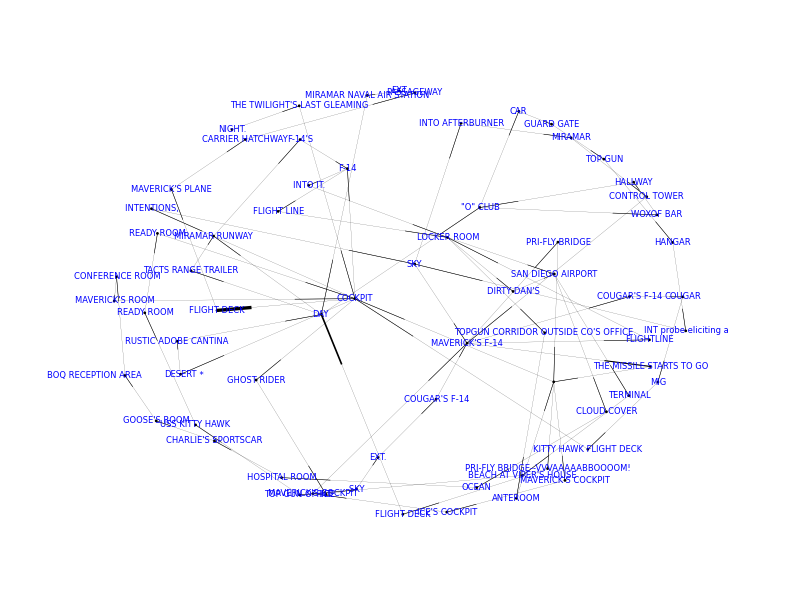 EXT.
PASSAGEWAY
MIRAMAR NAVAL AIR STATION
THE TWILIGHT'S LAST GLEAMING
CAR
INTO AFTERBURNER
GUARD GATE
NIGHT.
MIRAMAR
CARRIER HATCHWAY
F-14'S
TOP GUN
F-14
HALLWAY
INTO IT.
MAVERICK'S PLANE
CONTROL TOWER
INTENTIONS.
FLIGHT LINE
"O" CLUB
WOXOF BAR
READY ROOM
MIRAMAR RUNWAY
LOCKER ROOM
PRI-FLY BRIDGE
HANGAR
SKY
TACTS RANGE TRAILER
SAN DIEGO AIRPORT
CONFERENCE ROOM
DIRTY DAN'S
MAVERICK'S ROOM
COCKPIT
COUGAR'S F-14
COUGAR
READY ROOM
FLIGHT DECK
DAY
TOPGUN CORRIDOR OUTSIDE CO'S OFFICE
INT probe eliciting a
RUSTIC ADOBE CANTINA
MAVERICK'S F-14
FLIGHTLINE
THE MISSILE STARTS TO GO
BOQ RECEPTION AREA
DESERT *
GHOST RIDER
MIG
TERMINAL
COUGAR'S F-14
CLOUD COVER
GOOSE'S ROOM
USS KITTY HAWK
CHARLIE'S SPORTSCAR
KITTY HAWK FLIGHT DECK
EXT.
PRI-FLY BRIDGE--VVVAAAAABBOOOOM!
BEACH AT VIPER'S HOUSE
HOSPITAL ROOM
MAVERICK'S COCKPIT
OCEAN
SKY
MAVERICK'S COCKPIT
ANTEROOM
FLIGHT DECK
ICE'S COCKPIT